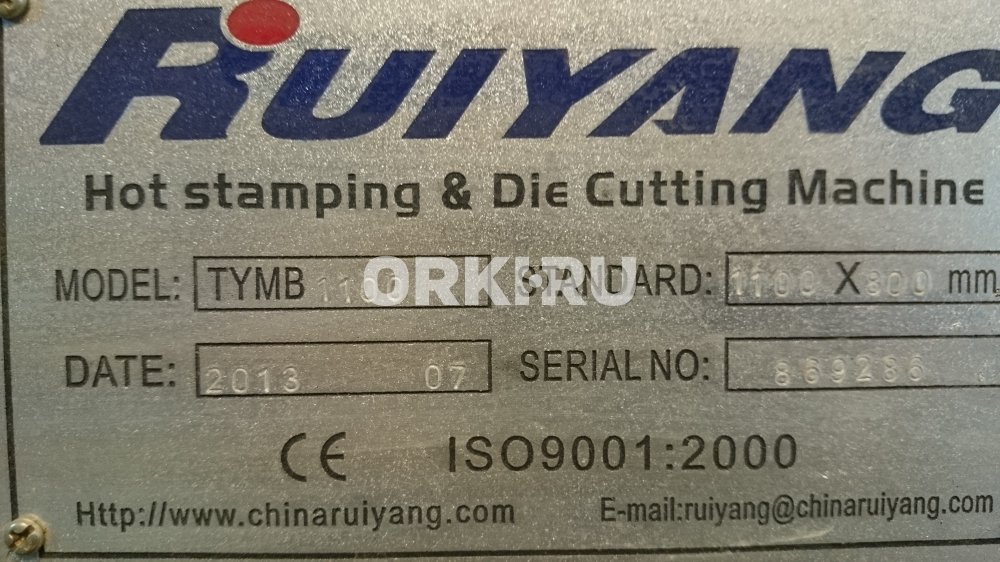 RUIYANG
Hot stamping & Die Cutting Machine
MODEL: TYMB 1100 STANDARD: 1100 X 800 mm
ORKI.RU
DATE: 2013 07 SERIAL NO: 869286
CE ISO9001:2000
Http://www.chinaruiyang.com E-mail:ruiyang@chinaruiyang.com